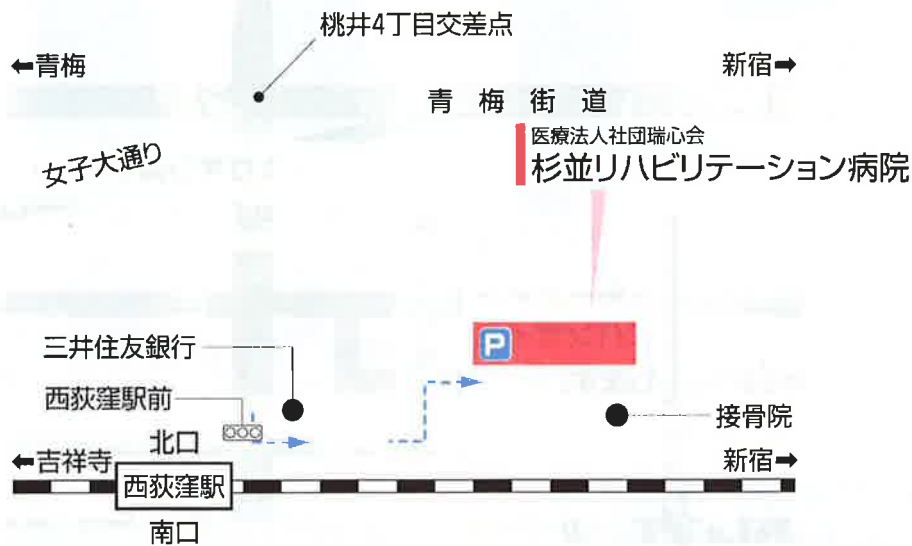 桃井4丁目交差点
←青梅
新宿→
青梅街道
医療法人社団瑞心会
杉並リハビリテーション病院
女子大通り
P
三井住友銀行
西荻窪駅前
接骨院
北口
←吉祥寺
新宿→
西荻窪駅
南口